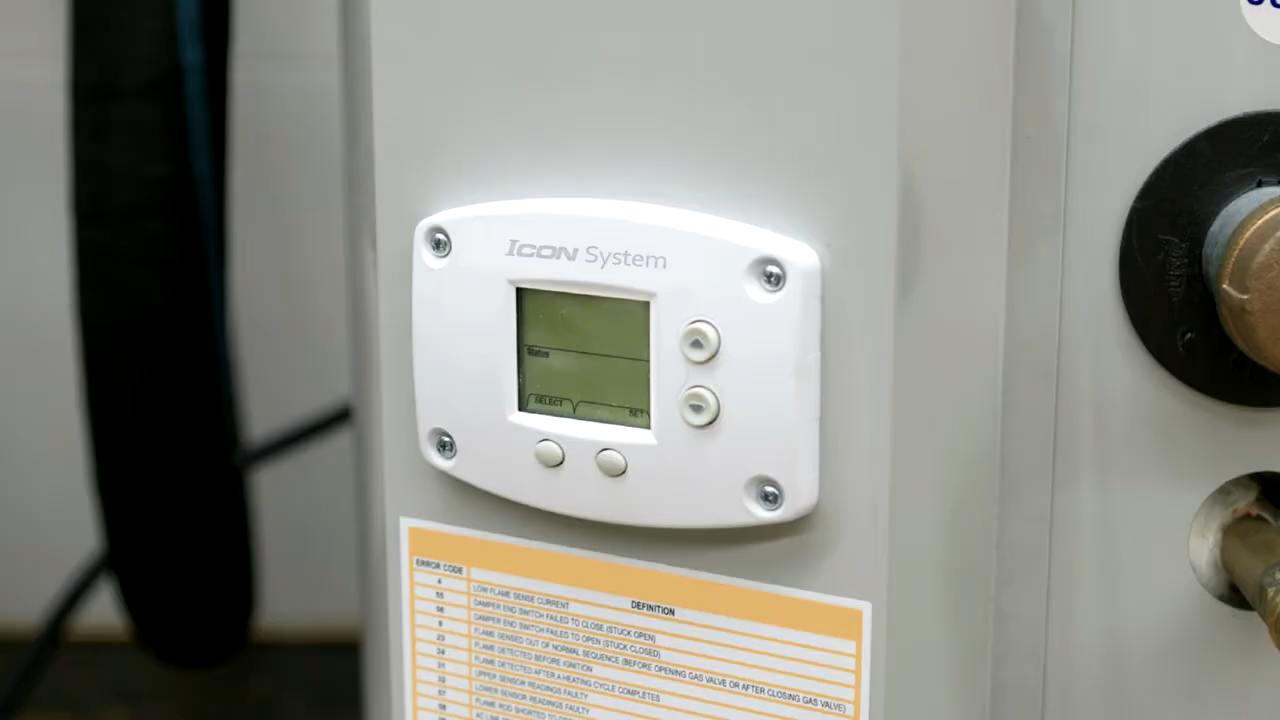 ICON System
Status
SELECT
SET
ERROR CODE
DEFINITION
4
LOW FLAME SENSE CURRENT
55
DAMPER END SWITCH FAILED TO CLOSE (STUCK OPEN)
56
DAMPER END SWITCH FAILED TO OPEN (STUCK CLOSED)
FLAME SENSED OUT OF NORMAL SEQUENCE (BEFORE OPENING GAS VALVE OR AFTER CLOSING GAS VALVE)
23
FLAME DETECTED BEFORE IGNITION
24
FLAME DETECTED AFTER A HEATING CYCLE COMPLETES
31
UPPER SENSOR READINGS FAULTY
32
LOWER SENSOR READINGS FAULTY
57
FLAME ROD SHORTED TO